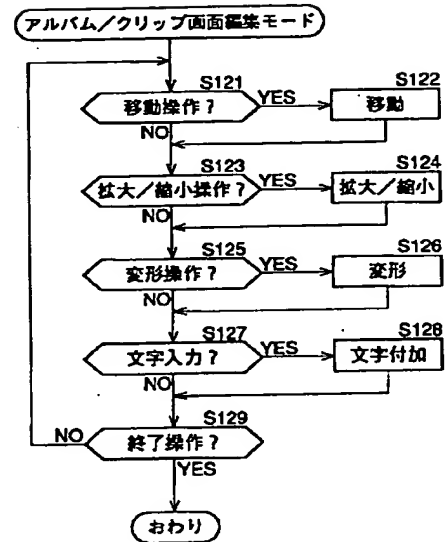 アルバム／クリップ画面編集モード
S121
移動操作？
YES
NO
S122
移動
S123
拡大／縮小操作？
YES
NO
S124
拡大／縮小
S125
変形操作？
YES
NO
S126
変形
S127
文字入力？
YES
NO
S128
文字付加
S129
終了操作？
NO
YES
おわり